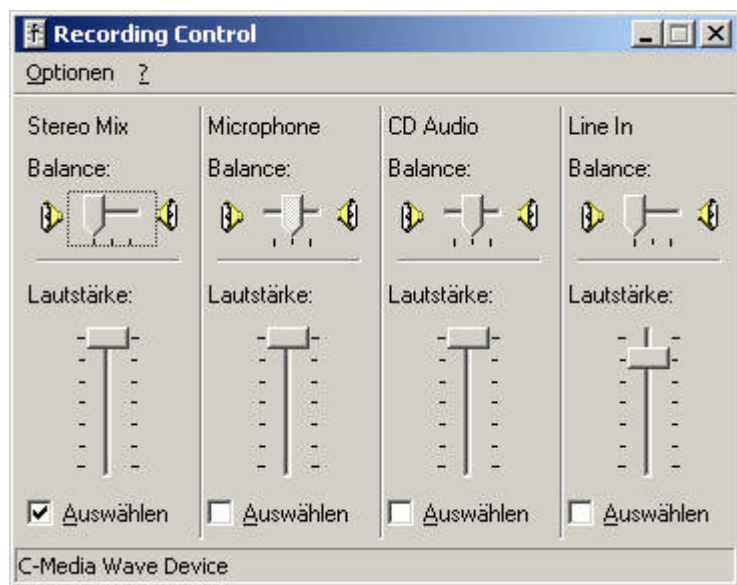 Recording Control
Optionen ?
Stereo Mix Microphone CD Audio Line In
Balance: Balance: Balance: Balance:
Lautstärke: Lautstärke: Lautstärke: Lautstärke:
Auswählen Auswählen Auswählen Auswählen
C-Media Wave Device